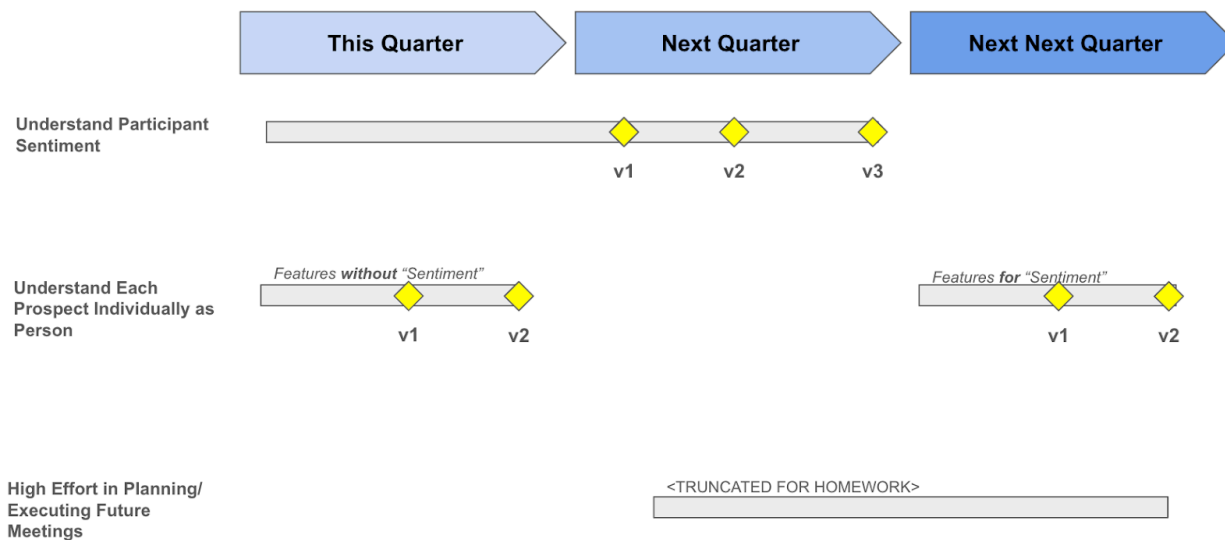 This Quarter
Next Quarter
Next Next Quarter
Understand Participant
Sentiment
v1
v2
v3
Understand Each
Prospect Individually as
Person
Features without “Sentiment”
v1
v2
Features for “Sentiment”
v1
v2
High Effort in Planning/
Executing Future
Meetings
<TRUNCATED FOR HOMEWORK>